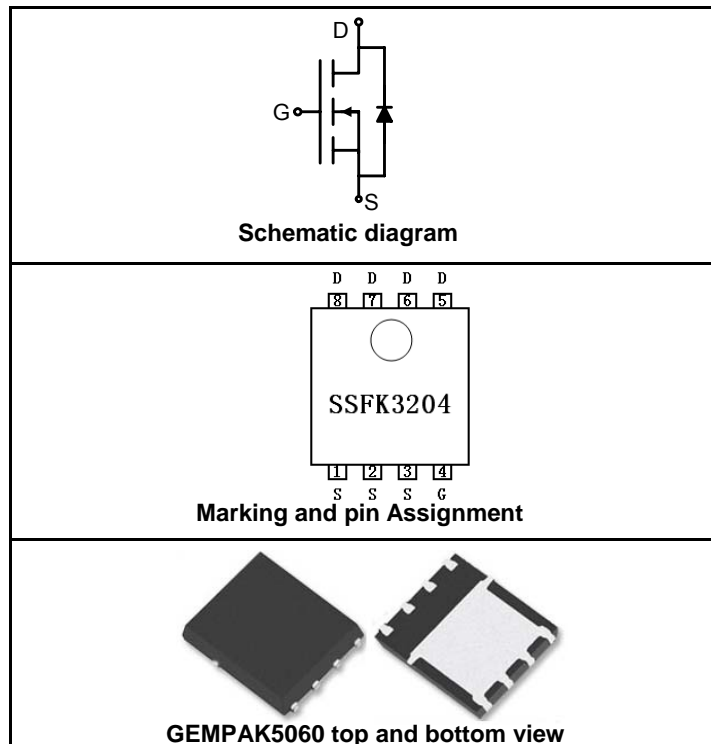 D
G
S
Schematic diagram
D D D D
8 7 6 5
SSFK3204
1 2 3 4
S S S G
Marking and pin Assignment
GEMPAK5060 top and bottom view